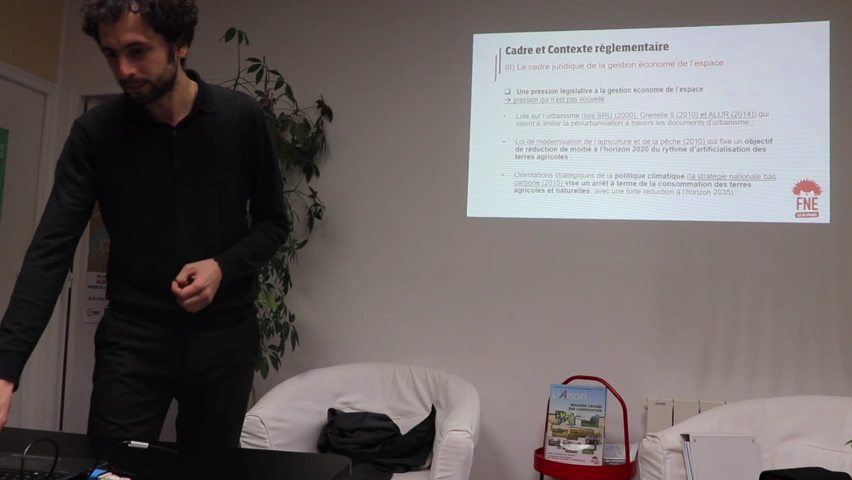 Cadre et Contexte règlementaire
III) Le cadre juridique de la gestion économe de l'espace
Une pression législative à la gestion économe de l'espace
→ pression qui n'est pas nouvelle
• Lois sur l'urbanisme (lois SRU (2000), Grenelle II (2010) et ALUR (2014)) qui
visent à limiter la périurbanisation à travers les documents d'urbanisme ;
• Loi de modernisation de l'agriculture et de la pêche (2010) qui fixe un objectif
de réduction de moitié à l'horizon 2020 du rythme d'artificialisation des
terres agricoles ;
• Orientations stratégiques de la politique climatique (la stratégie nationale bas
carbone (2015) vise un arrêt à terme de la consommation des terres
agricoles et naturelles, avec une forte réduction à l'horizon 2035).
FNE